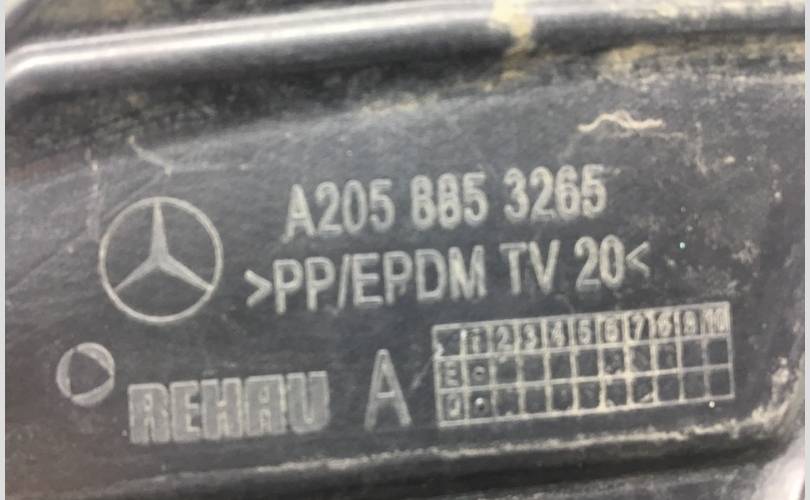 A205 885 3265
>PP/EPDM TV 20<
REHAU A
1 2 3 4 5 6 7 8 9 10